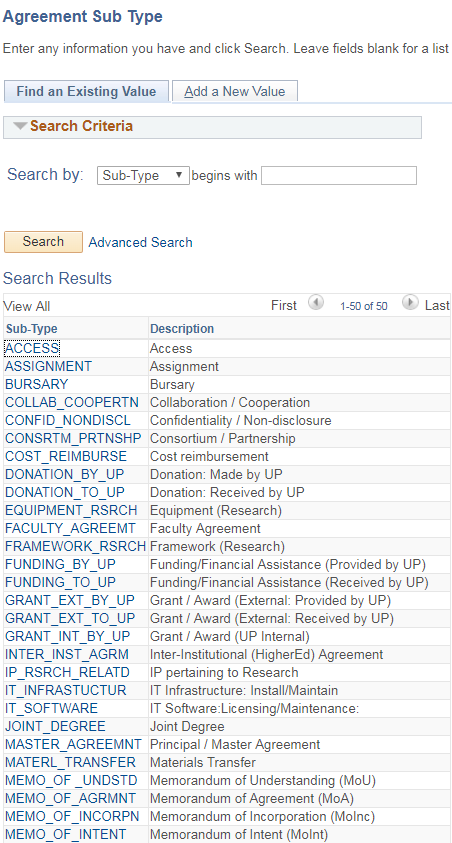 Agreement Sub Type
Enter any information you have and click Search. Leave fields blank for a list
Find an Existing Value Add a New Value
Search Criteria
Search by: Sub-Type begins with
Search Advanced Search
Search Results
View All First 1-50 of 50 Last
Sub-Type Description
ACCESS Access
ASSIGNMENT Assignment
BURSARY Bursary
COLLAB_COOPERTN Collaboration / Cooperation
CONFID_NONDISCL Confidentiality / Non-disclosure
CONSRTM_PRTNSHP Consortium / Partnership
COST_REIMBURSE Cost reimbursement
DONATION_BY_UP Donation: Made by UP
DONATION_TO_UP Donation: Received by UP
EQUIPMENT_RSRCH Equipment (Research)
FACULTY_AGREEMT Faculty Agreement
FRAMEWORK_RSRCH Framework (Research)
FUNDING_BY_UP Funding/Financial Assistance (Provided by UP)
FUNDING_TO_UP Funding/Financial Assistance (Received by UP)
GRANT_EXT_BY_UP Grant / Award (External: Provided by UP)
GRANT_EXT_TO_UP Grant / Award (External: Received by UP)
GRANT_INT_BY_UP Grant / Award (UP Internal)
INTER_INST_AGRM Inter-Institutional (HigherEd) Agreement
IP_RSRCH_RELATD IP pertaining to Research
IT_INFRASTUCTUR IT Infrastructure: Install/Maintain
IT_SOFTWARE IT Software:Licensing/Maintenance:
JOINT_DEGREE Joint Degree
MASTER_AGREEMNT Principal / Master Agreement
MATERL_TRANSFER Materials Transfer
MEMO_OF _UNDSTD Memorandum of Understanding (MoU)
MEMO_OF_AGRMNT Memorandum of Agreement (MoA)
MEMO_OF_INCORPN Memorandum of Incorporation (MoInc)
MEMO_OF_INTENT Memorandum of Intent (MoInt)